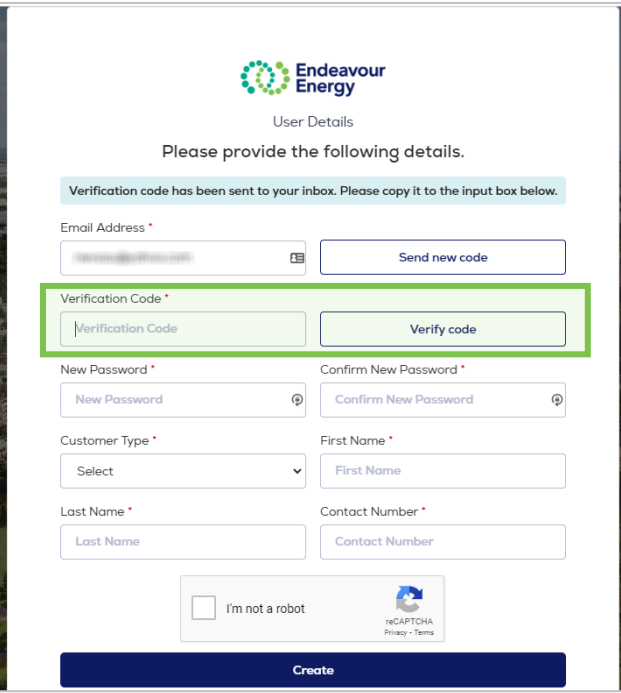 Endeavour
Energy
User Details
Please provide the following details.
Verification code has been sent to your inbox. Please copy it to the input box below.
Email Address *
Send new code
Verification Code *
Verification Code
Verify code
New Password *
Confirm New Password *
New Password
Confirm New Password
Customer Type *
First Name *
Select
First Name
Last Name *
Contact Number *
Last Name
Contact Number
I'm not a robot
reCAPTCHA
Privacy - Terms
Create